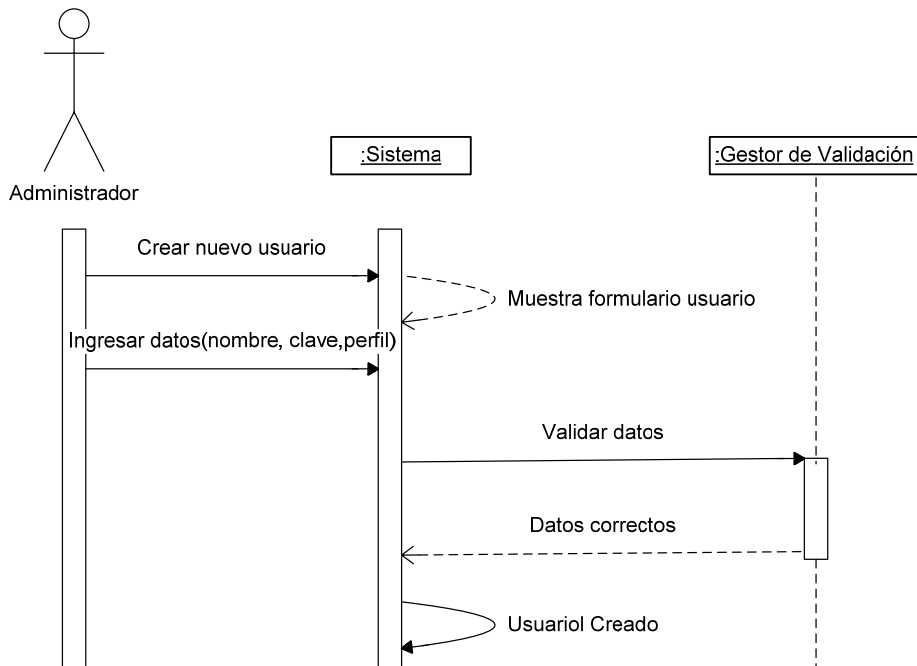 :Sistema
:Gestor de Validación
Administrador
Crear nuevo usuario
Muestra formulario usuario
Ingresar datos(nombre, clave,perfil)
Validar datos
Datos correctos
Usuariol Creado